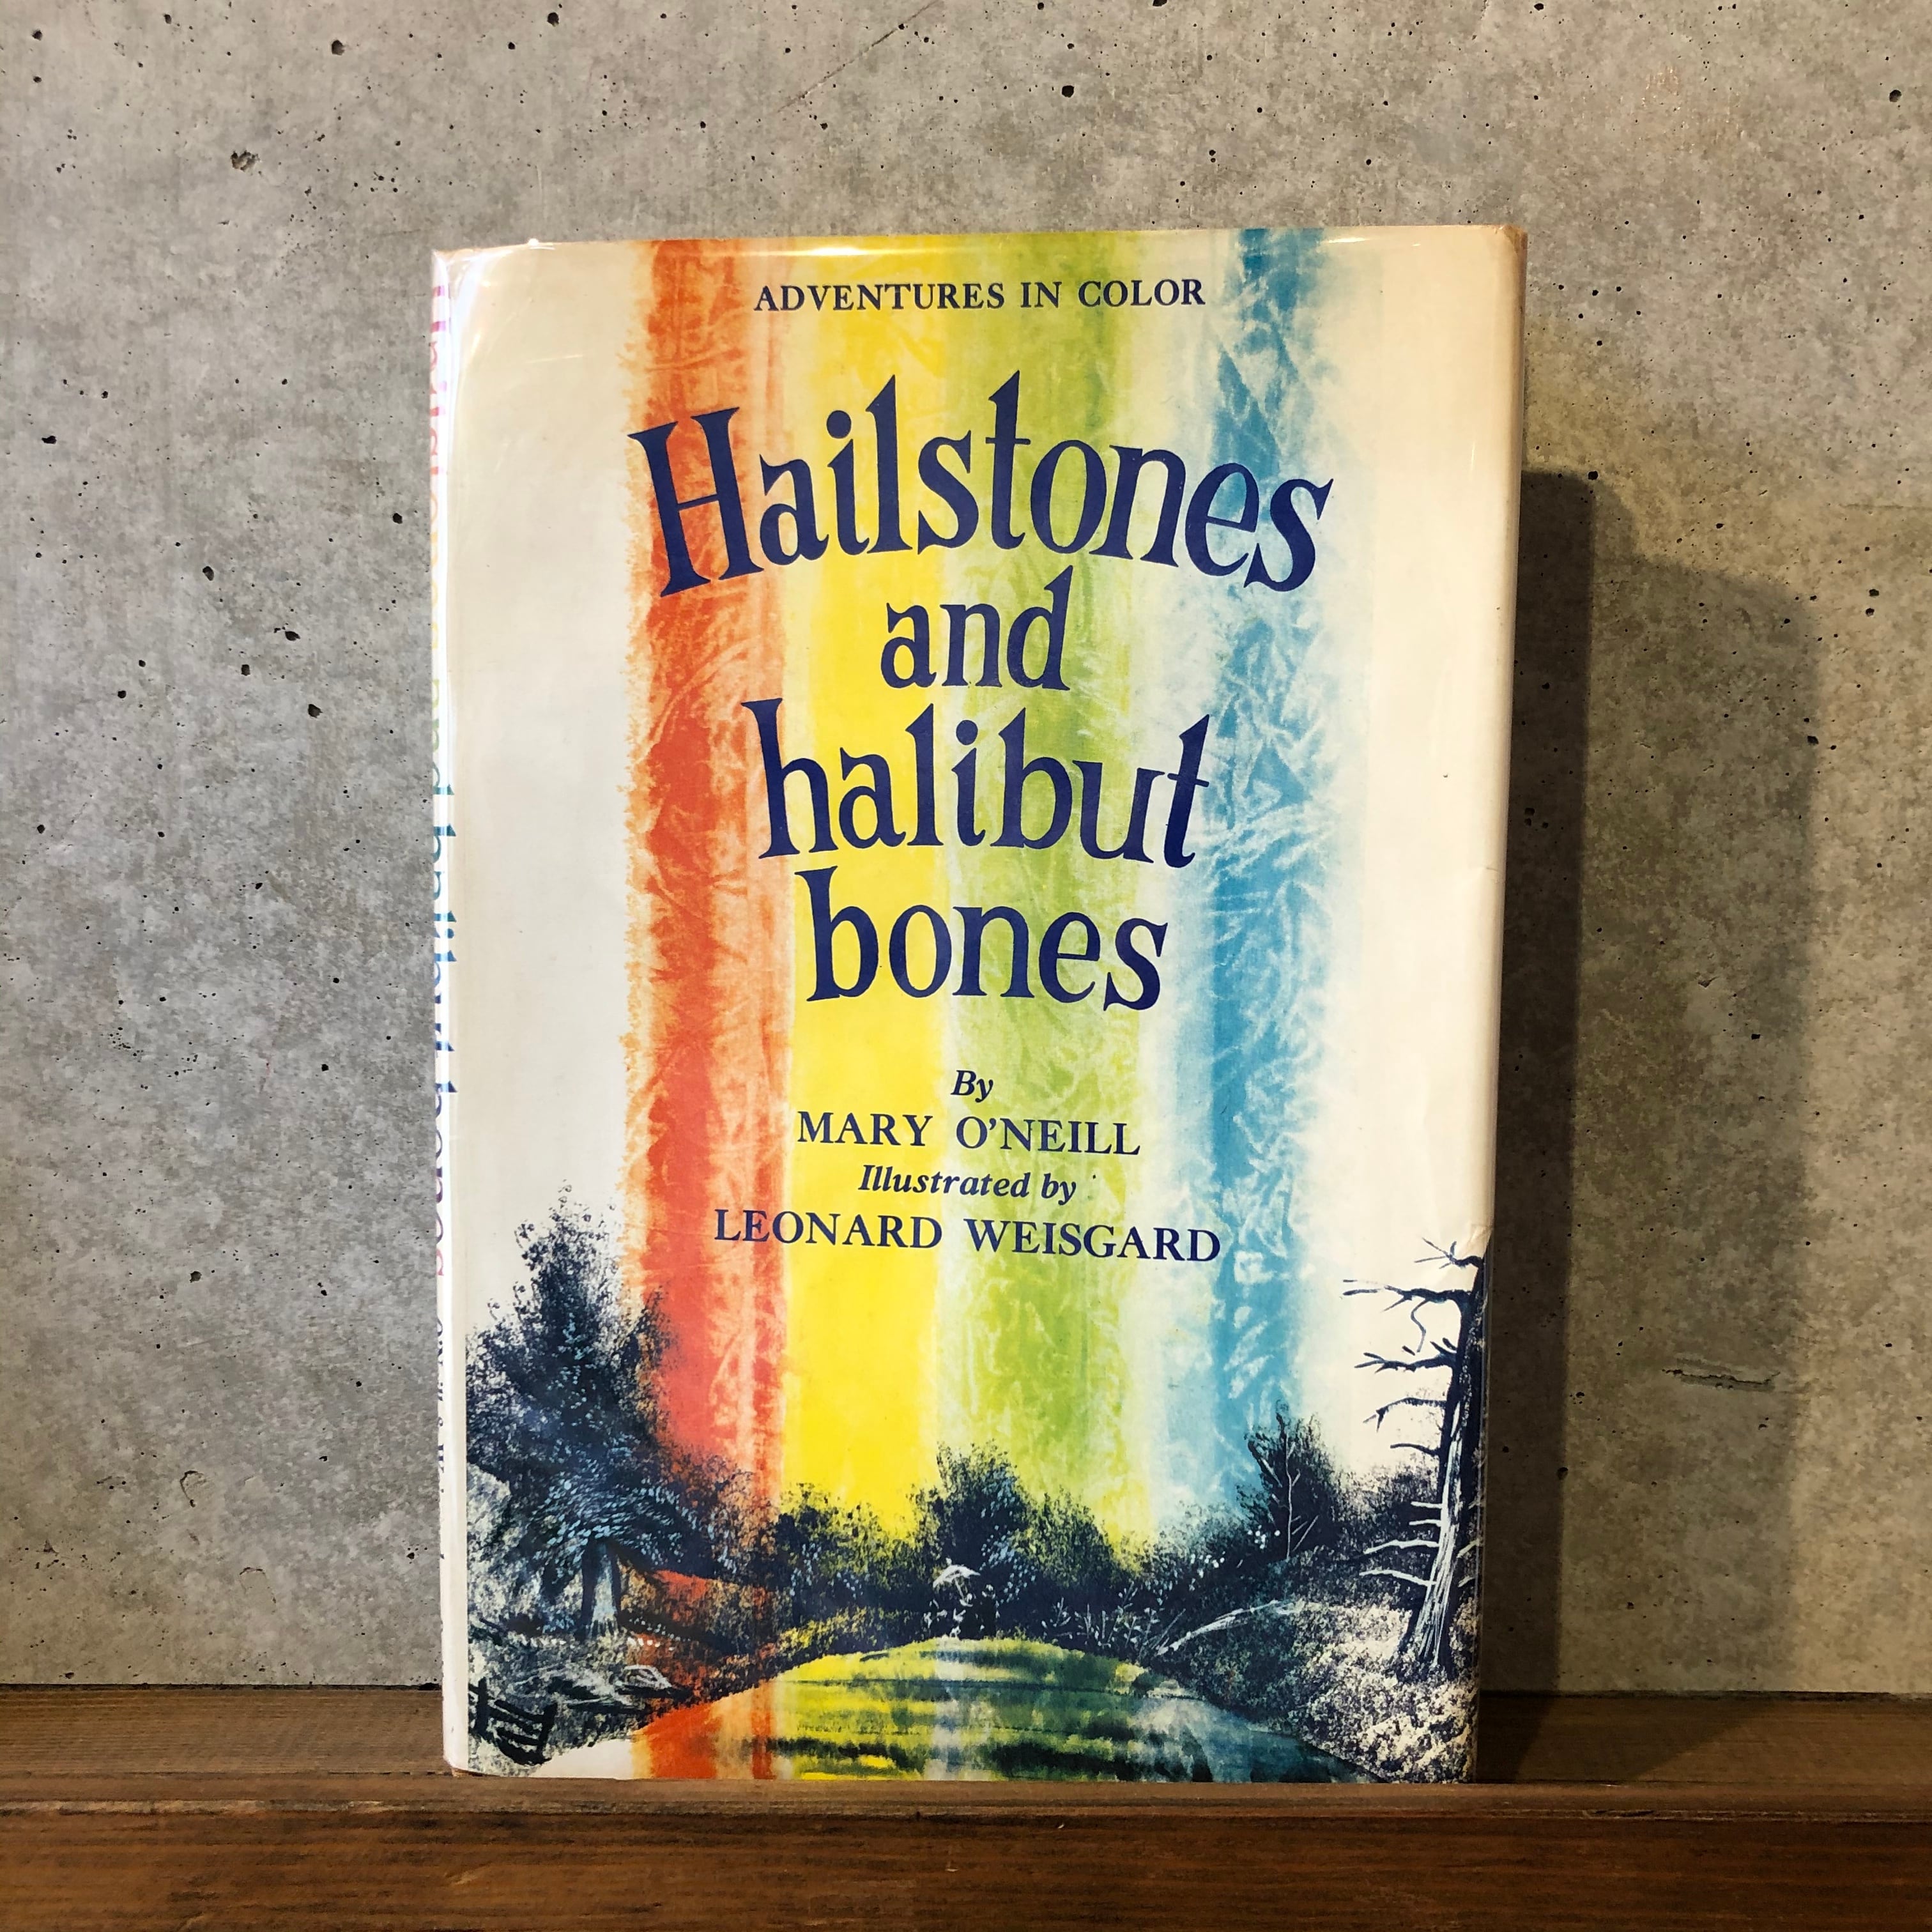 ADVENTURES IN COLOR
Hailstones
and
halibut
bones
By
MARY O'NEILL
Illustrated by
LEONARD WEISGARD